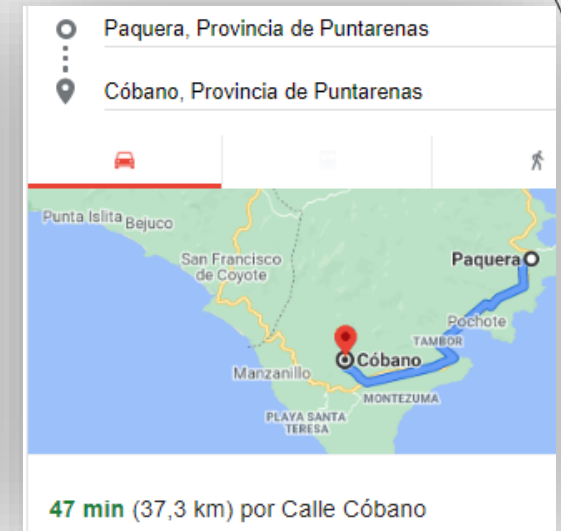 Paquera, Provincia de Puntarenas
Cóbano, Provincia de Puntarenas
Punta Islita
Bejuco
San Francisco
de Coyote
Paquera
Pochote
TAMBOR
Cóbano
Manzanillo
MONTEZUMA
PLAYA SANTA
TERESA
47 min (37,3 km) por Calle Cóbano